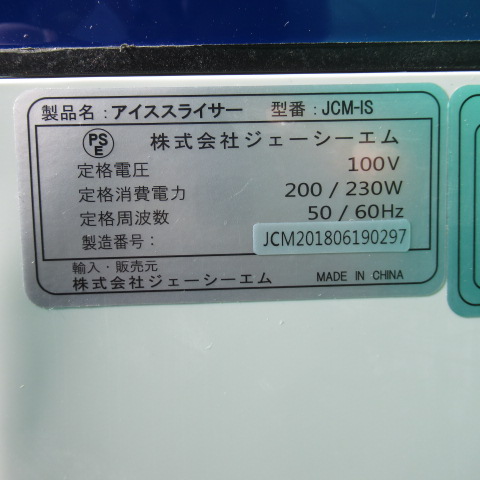 製品名：アイススライサー 型番：JCM-IS
PSE 株式会社ジェーシーエム
定格電圧 100V
定格消費電力 200 / 230W
定格周波数 50 / 60Hz
製造番号： JCM201806190297
輸入・販売元
株式会社ジェーシーエム MADE IN CHINA